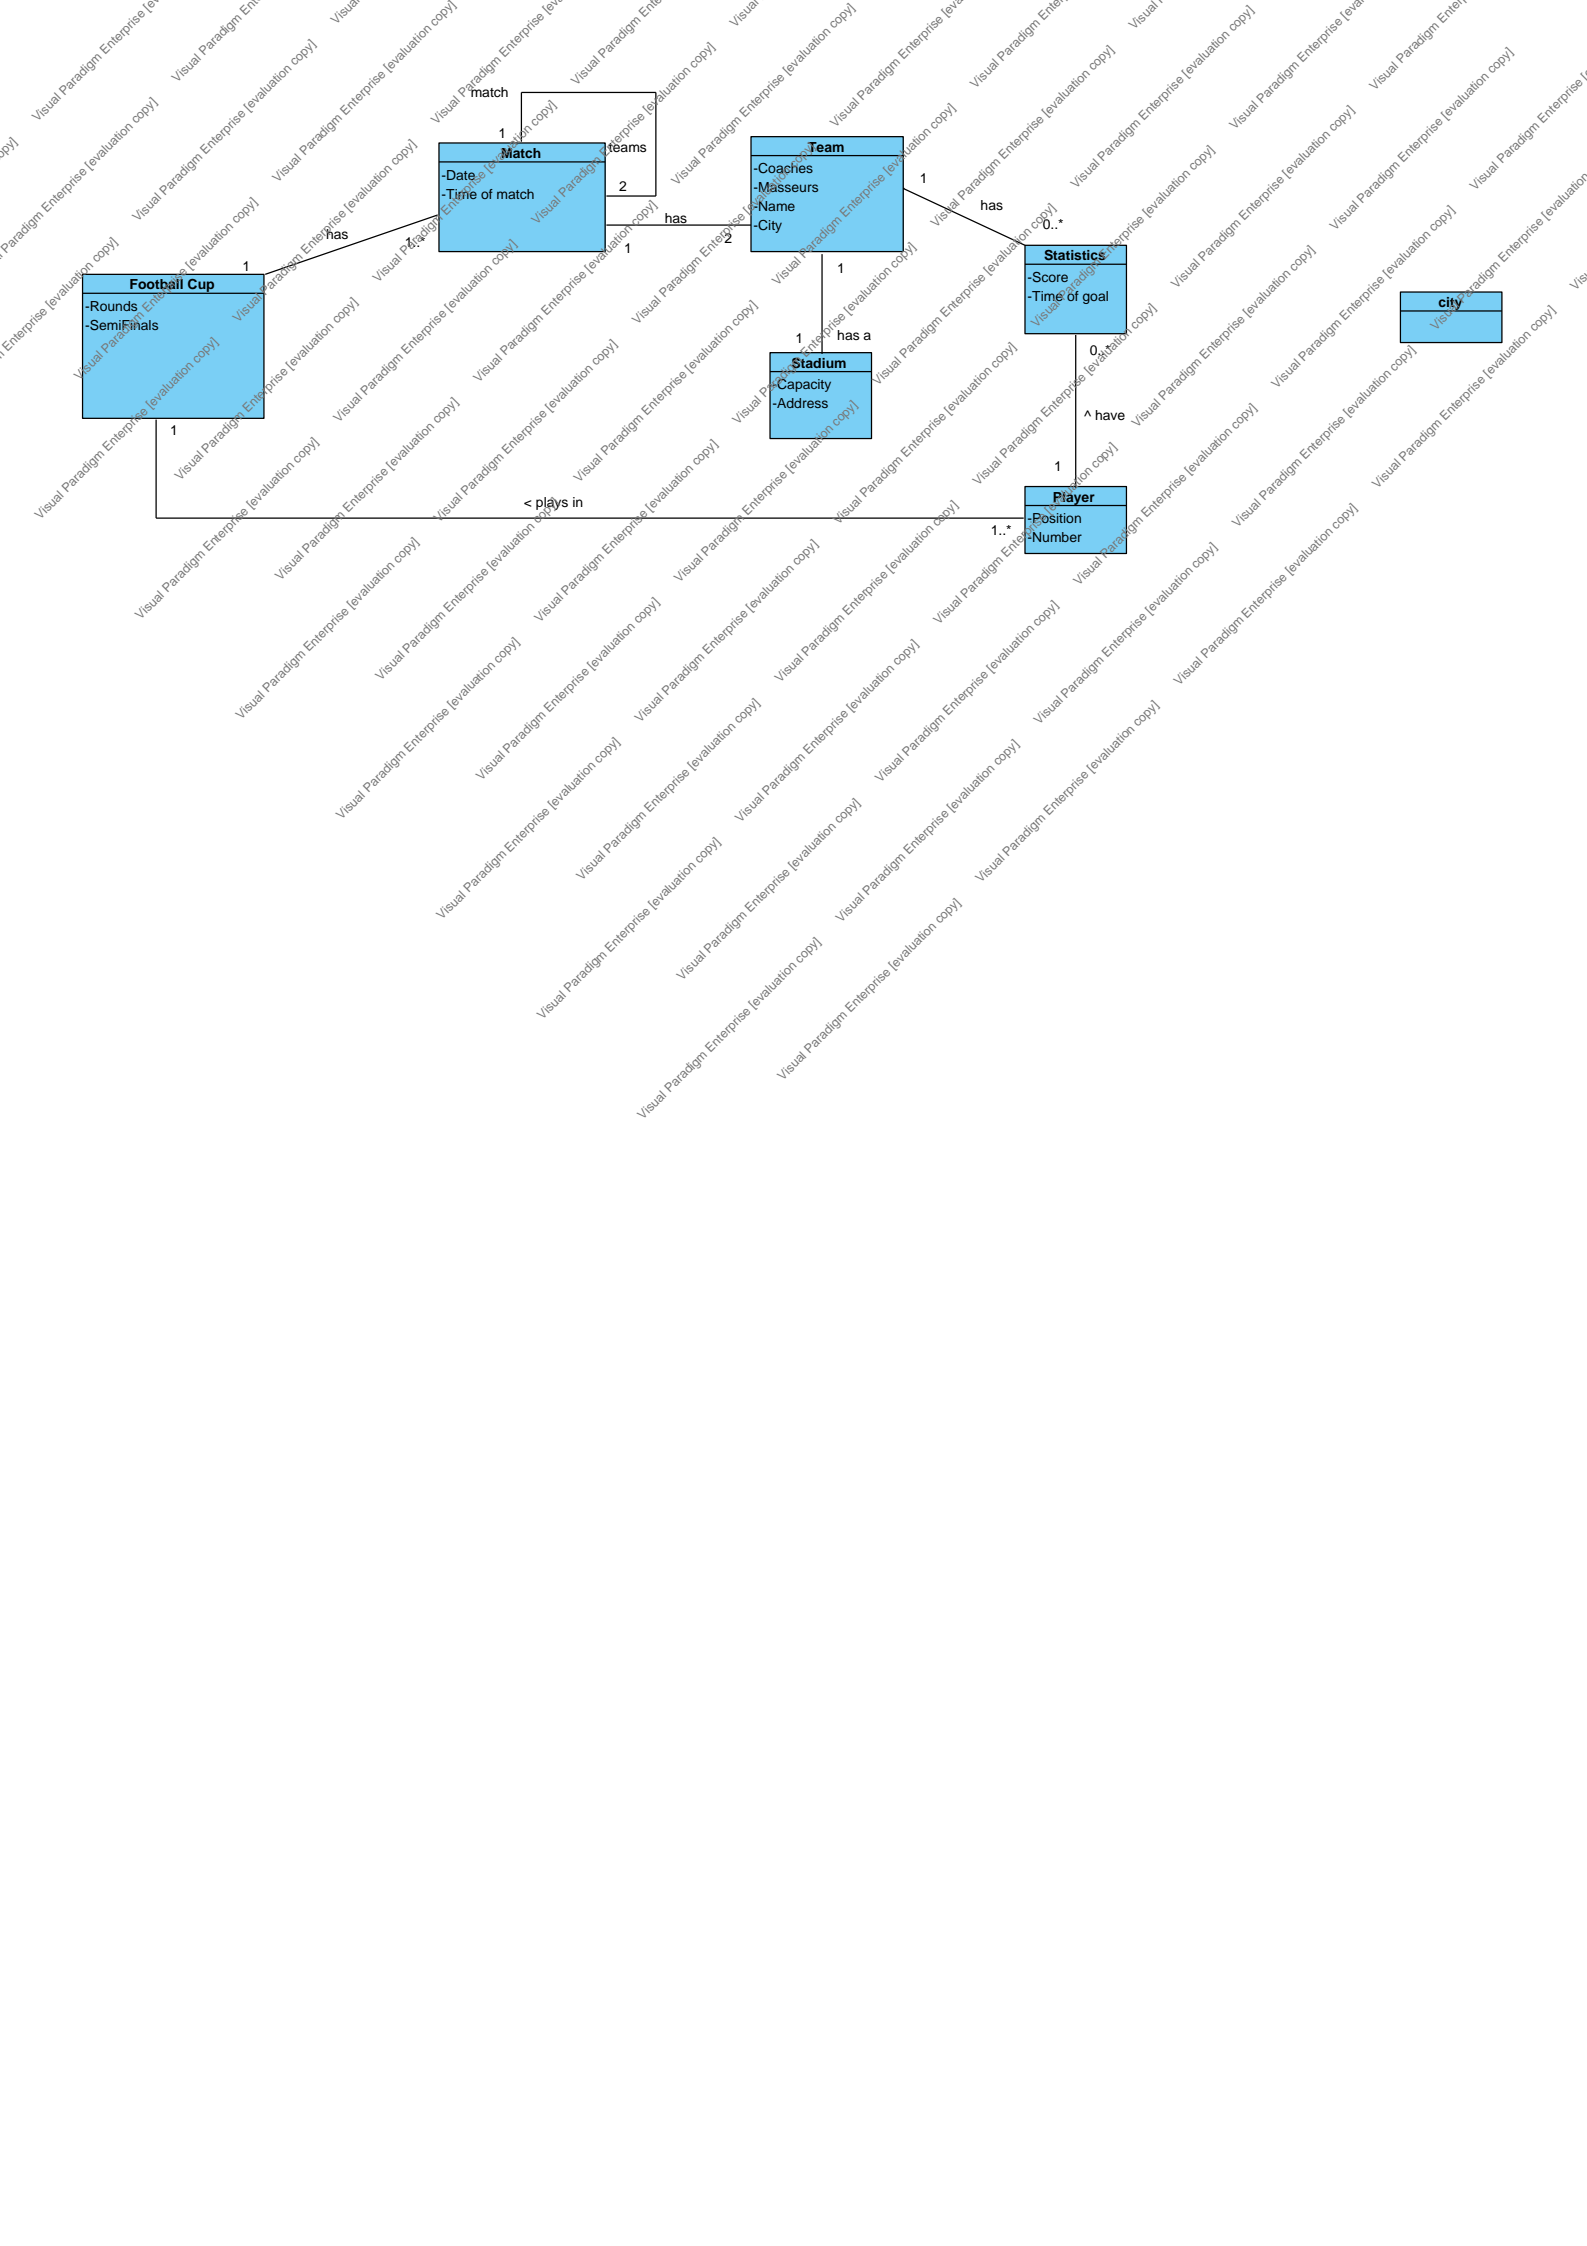 match
1
Match
-Date
-Time of match
teams
2
has
1
2
Team
-Coaches
-Masseurs
-Name
-City
1
has
0..*
Statistics
-Score
-Time of goal
city
has
1..*
1
Football Cup
-Rounds
-SemiFinals
1
1
has a
1
Stadium
-Capacity
-Address
0..*
^ have
1
Player
-Position
-Number
< plays in
1..*
Visual Paradigm Enterprise [evaluation copy]